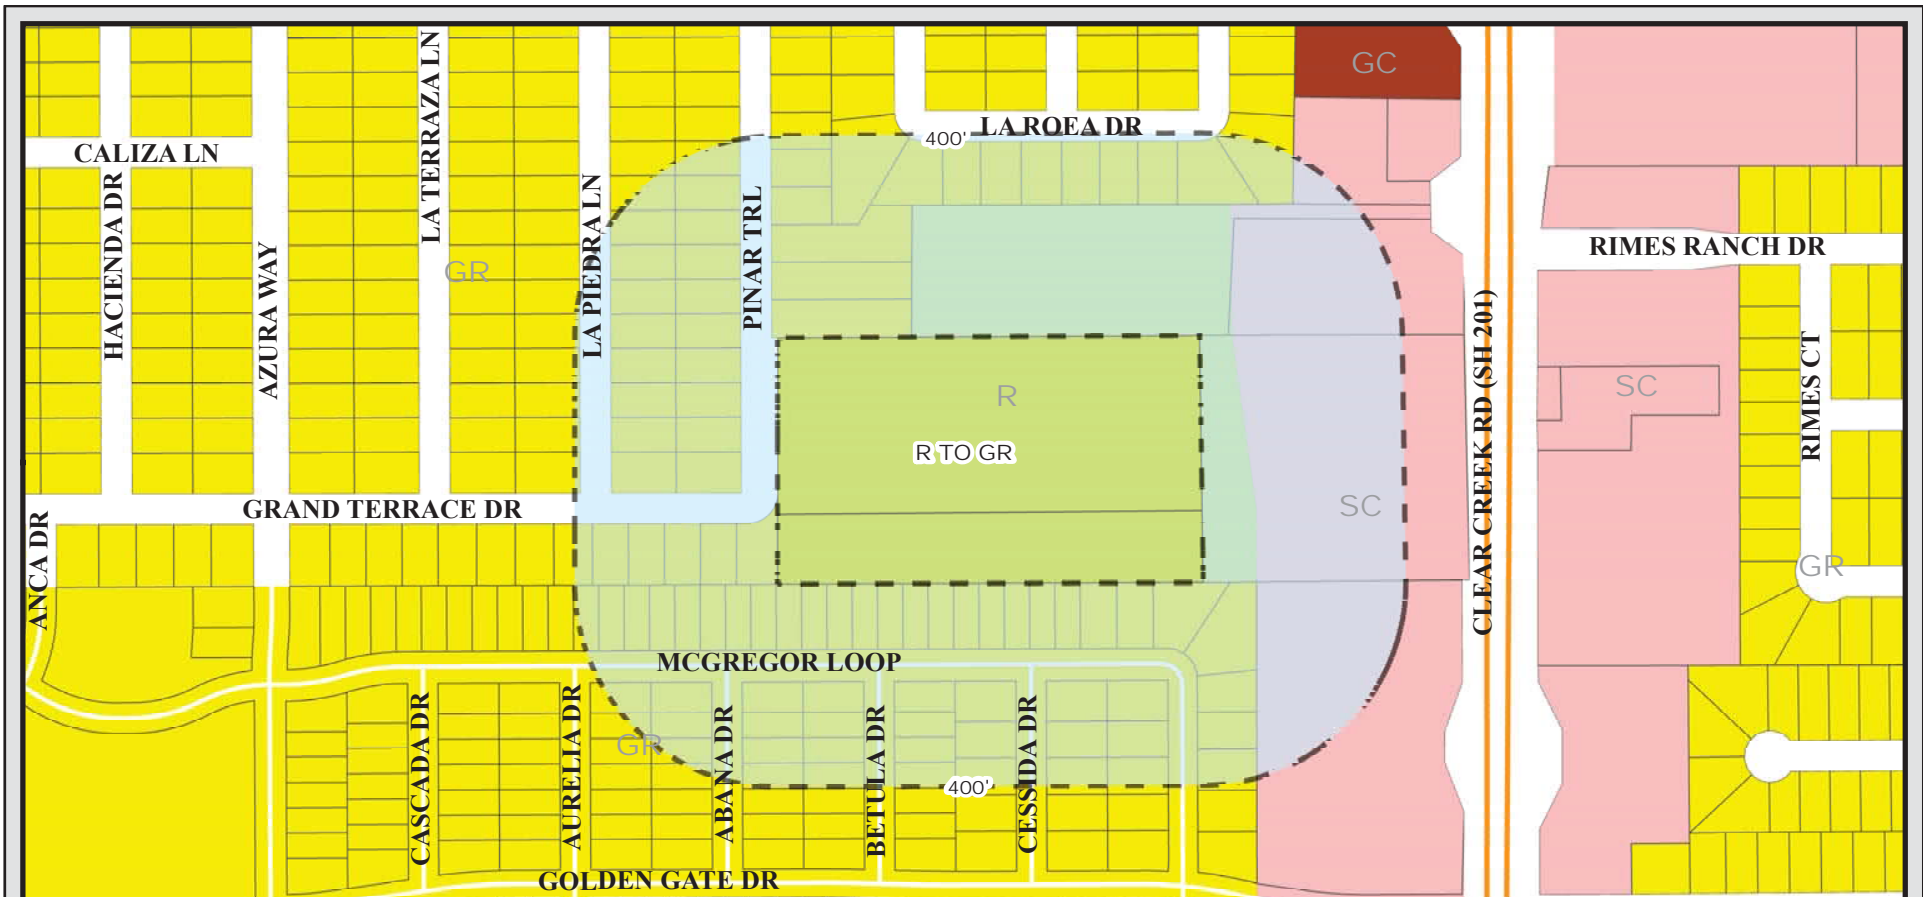 GC
LA ROEA DR
400'
CALIZA LN
LA TERRAZA LN
HACIENDA DR
LA PIEDRA LN
PINAR TRL
AZURA WAY
GR
RIMES RANCH DR
CLEAR CREEK RD (SH 201)
RIMES CT
SC
R
R TO GR
SC
GRAND TERRACE DR
ANCA DR
GR
MCGREGOR LOOP
CASCADA DR
AURELIA DR
GR
ABANA DR
BETULA DR
CESSIDA DR
400'
GOLDEN GATE DR